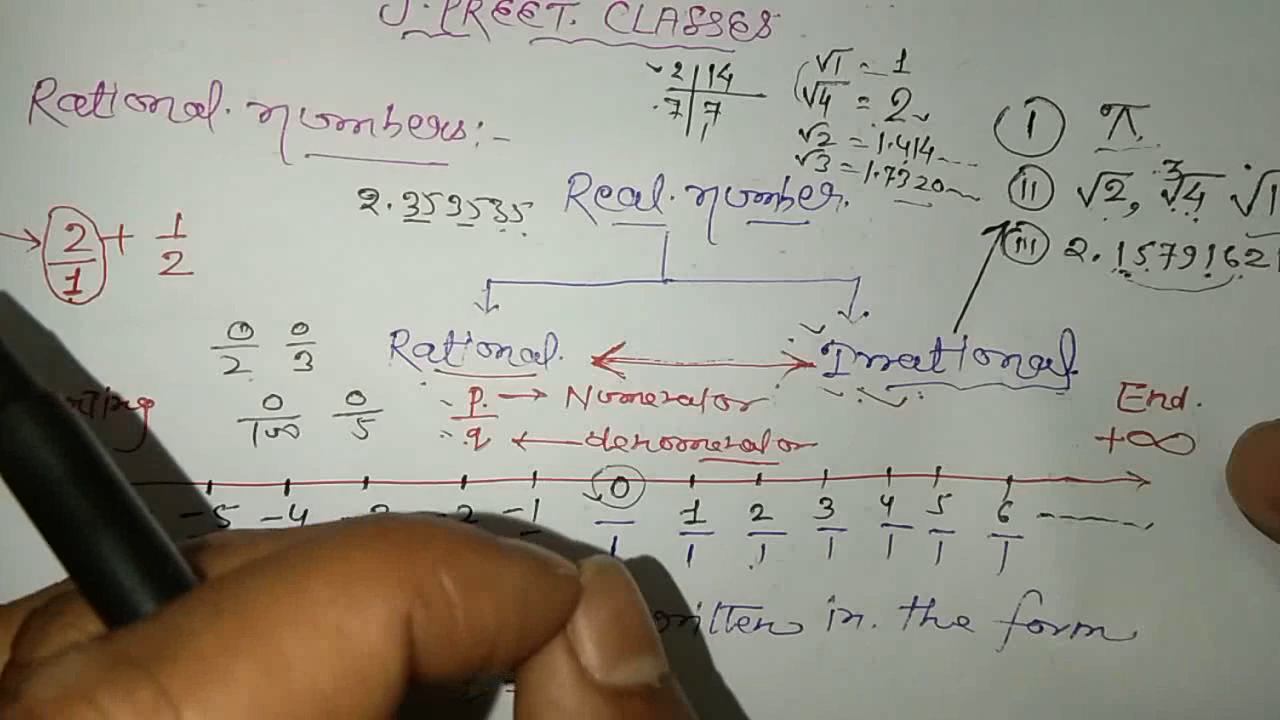 J. PREET. CLASSES
Rational. numbers:-
2 | 14
7 | 7
√1 = 1
√4 = 2
√2 = 1.414----
√3 = 1.7320
I π.
II √2, ³√4 √1
III 2.1579162
2.353535
Real. number.
2/1 + 1/2
0/2 0/3
0/100 0/5
Rational. Irrational
p. → Numerator
q ← denomerator
End.
+∞
-5 -4 -2 -1 0 1 2 3 4 5 6 -----
1 1 1 1 1 1 1
written in. the form